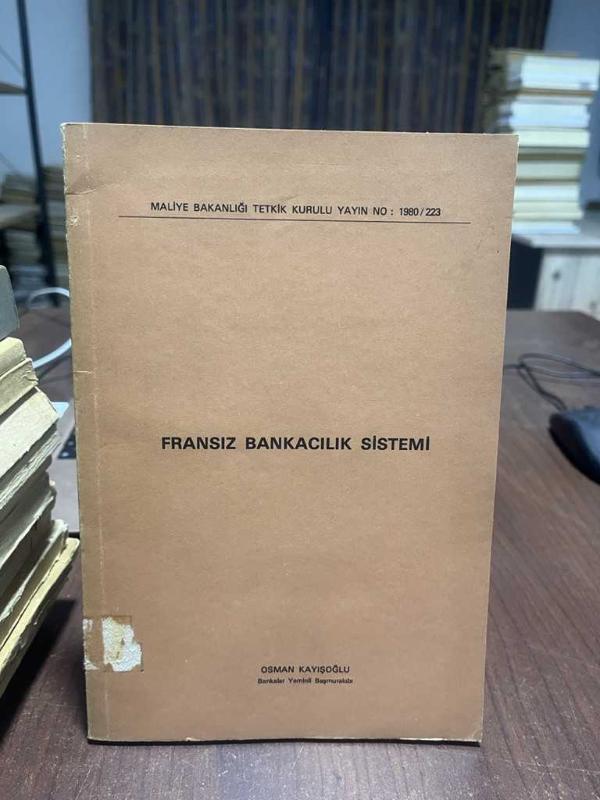 MALİYE BAKANLIĞI TETKİK KURULU YAYIN NO : 1980/223
FRANSIZ BANKACILIK SİSTEMİ
OSMAN KAYIŞOĞLU
Bankalar Yeminli Başmurakıbı